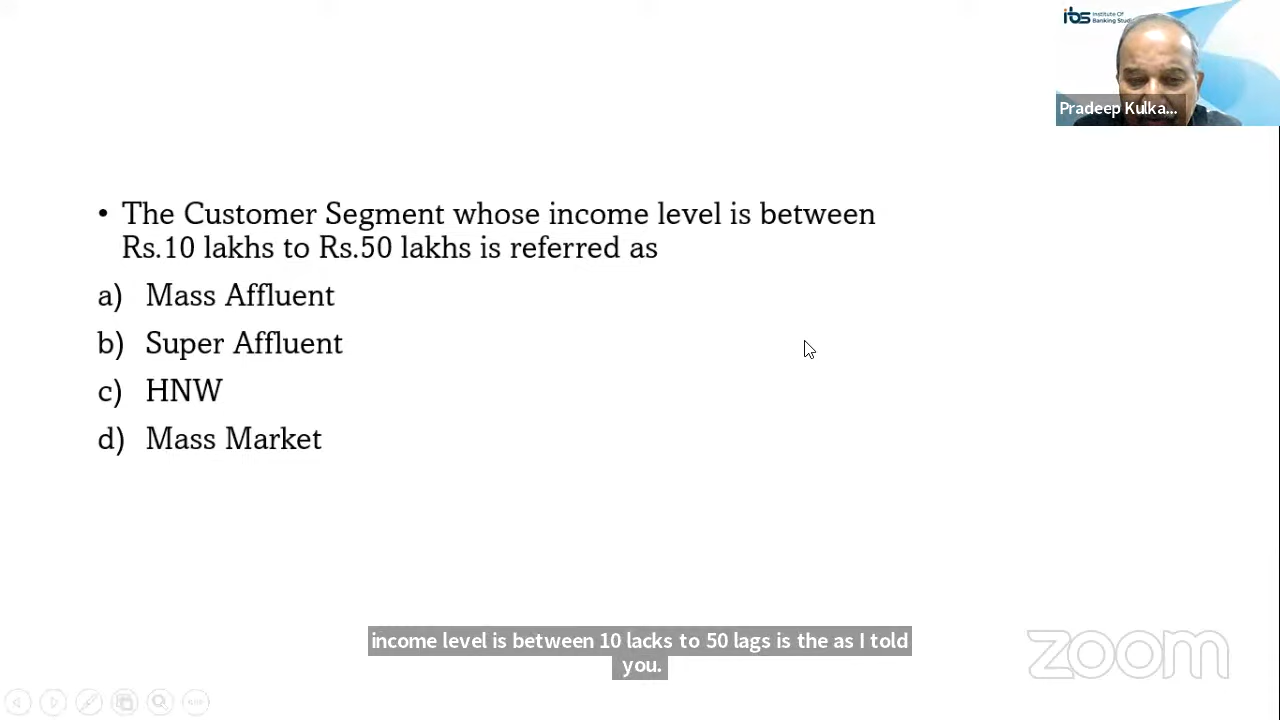 ibs Institute Of
Banking Studies
Pradeep Kulka...
• The Customer Segment whose income level is between
Rs.10 lakhs to Rs.50 lakhs is referred as
a) Mass Affluent
b) Super Affluent
c) HNW
d) Mass Market
income level is between 10 lacks to 50 lags is the as I told
you.
zoom